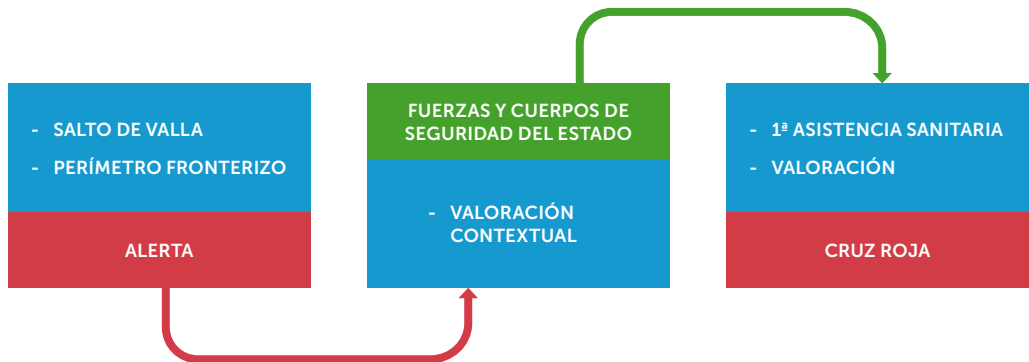 - SALTO DE VALLA
- PERÍMETRO FRONTERIZO
ALERTA
FUERZAS Y CUERPOS DE
SEGURIDAD DEL ESTADO
- VALORACIÓN
CONTEXTUAL
- 1ª ASISTENCIA SANITARIA
- VALORACIÓN
CRUZ ROJA